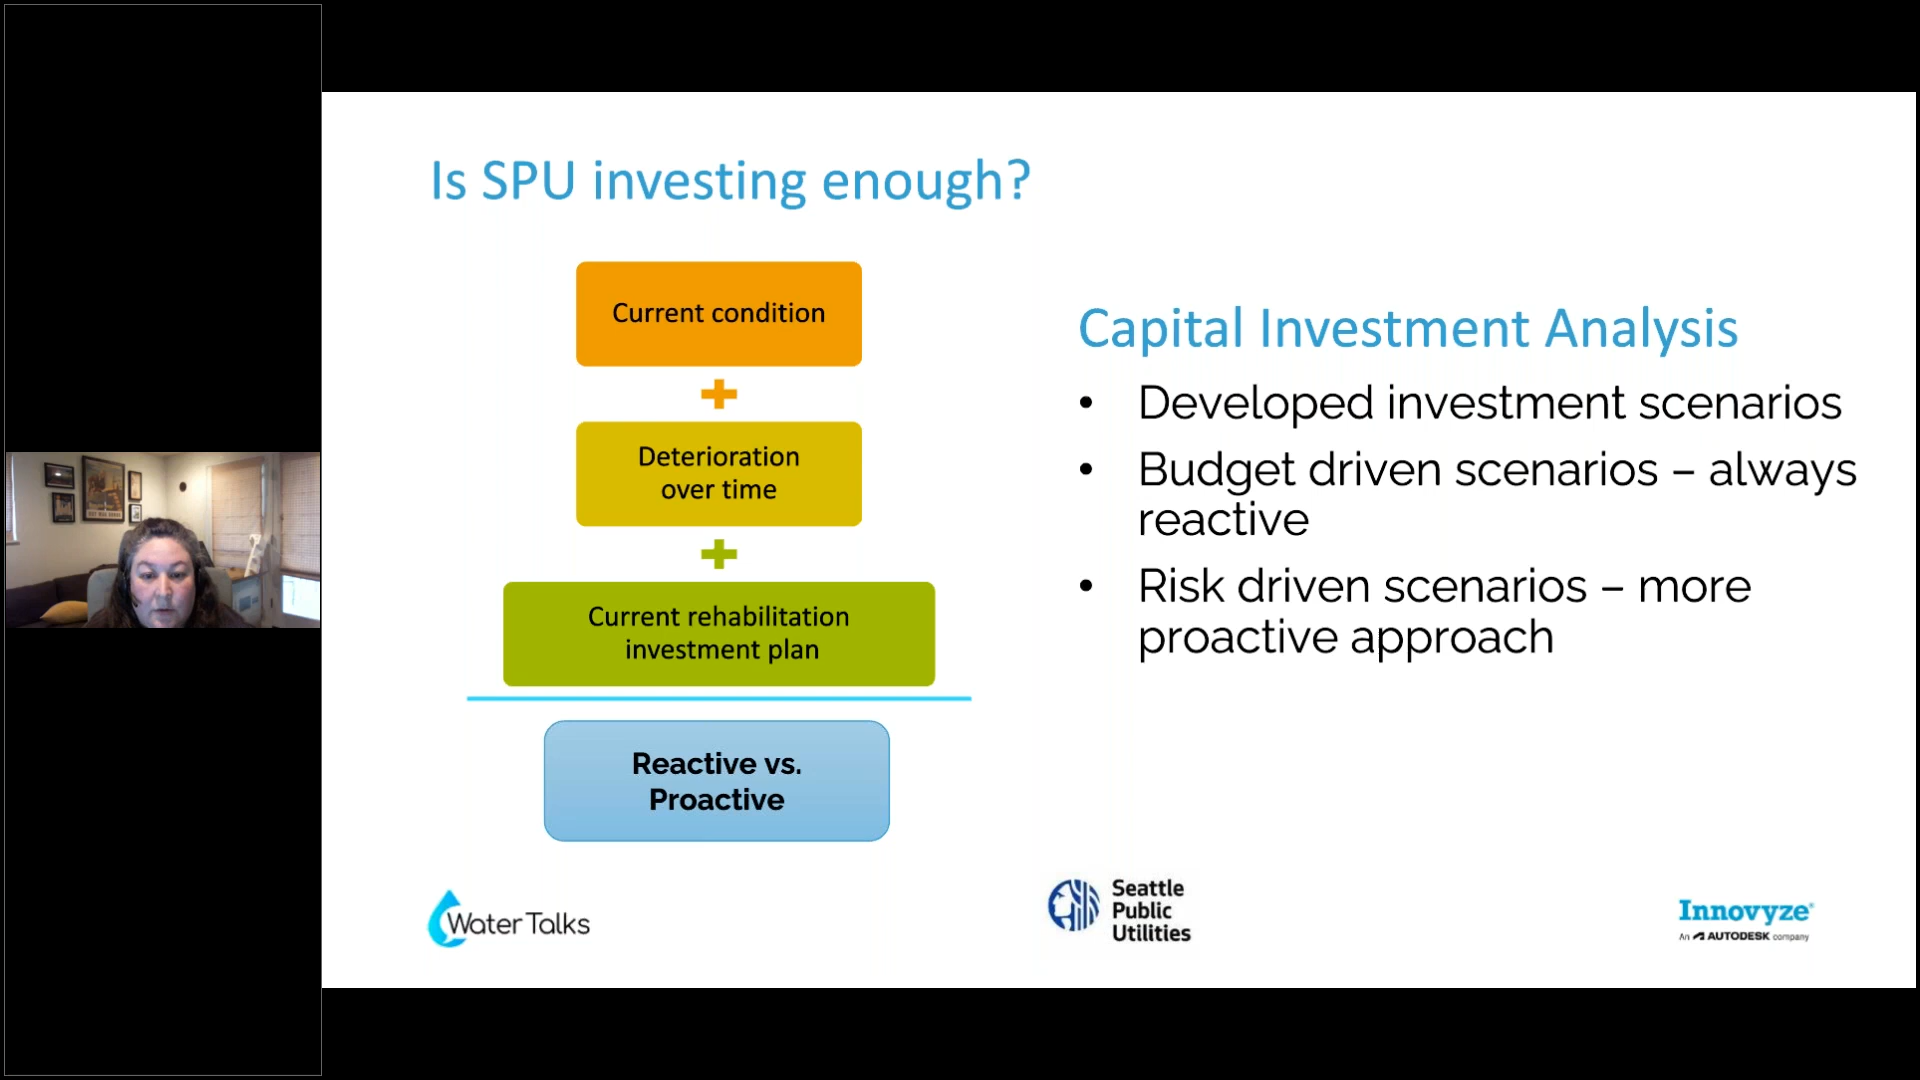 Is SPU investing enough?
Current condition
Deterioration
over time
Current rehabilitation
investment plan
Reactive vs.
Proactive
Capital Investment Analysis
• Developed investment scenarios
• Budget driven scenarios – always
reactive
• Risk driven scenarios – more
proactive approach
Water Talks
Seattle
Public
Utilities
Innovyze®
An AUTODESK company